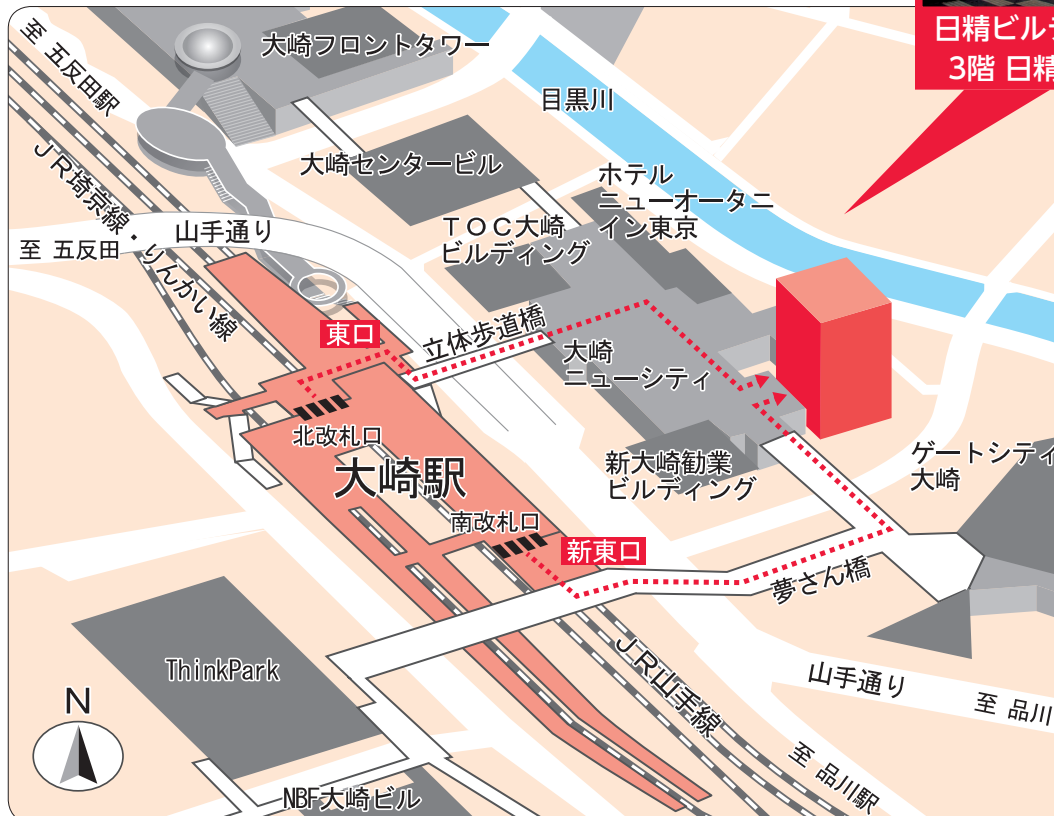 日精ビル
3階 日精
至 五反田駅
大崎フロントタワー
目黒川
JR埼京線・りんかい線
大崎センタービル
ホテル
ニューオータニ
イン東京
TOC大崎
ビルディング
山手通り
至 五反田
東口
立体歩道橋
大崎
ニューシティ
北改札口
大崎駅
新大崎勧業
ビルディング
ゲートシティ
大崎
南改札口
新東口
夢さん橋
ThinkPark
JR山手線
山手通り
至 品川
N
至 品川駅
NBF大崎ビル